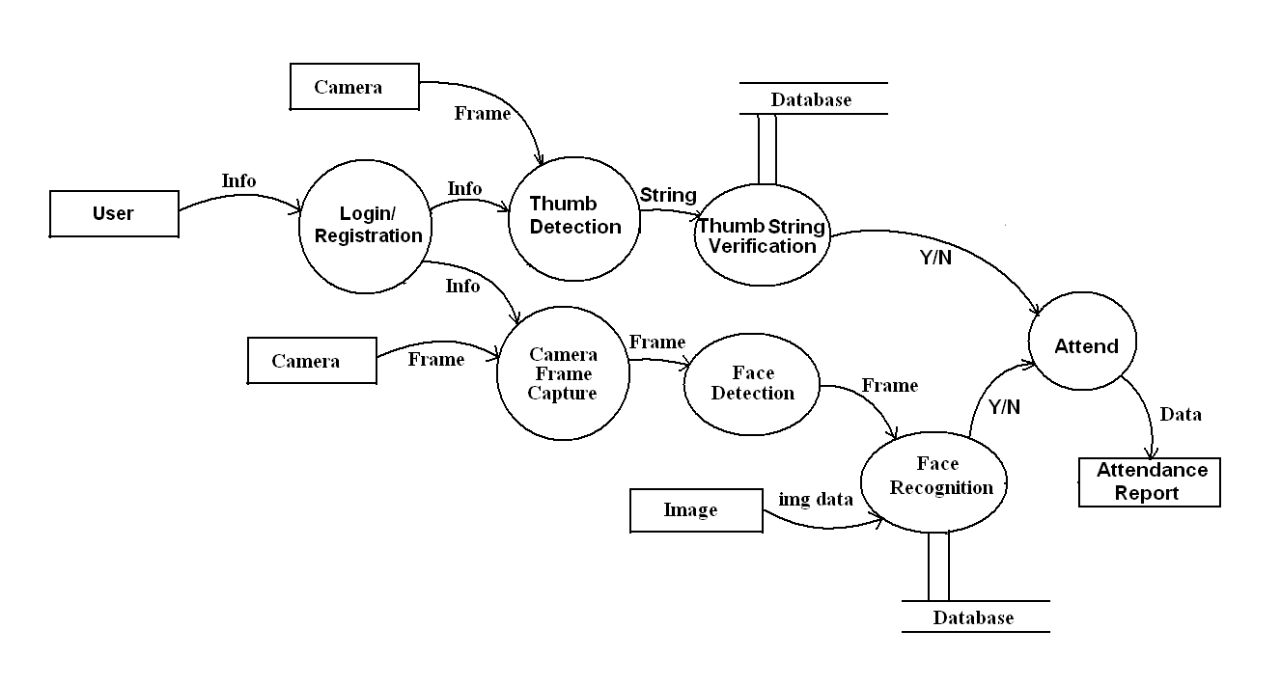 Camera
Frame
Database
User
Info
Login/
Registration
Info
Thumb
Detection
String
Thumb String
Verification
Y/N
Info
Camera
Frame
Camera
Frame
Capture
Frame
Face
Detection
Frame
Attend
Y/N
Data
Image
img data
Face
Recognition
Attendance
Report
Database